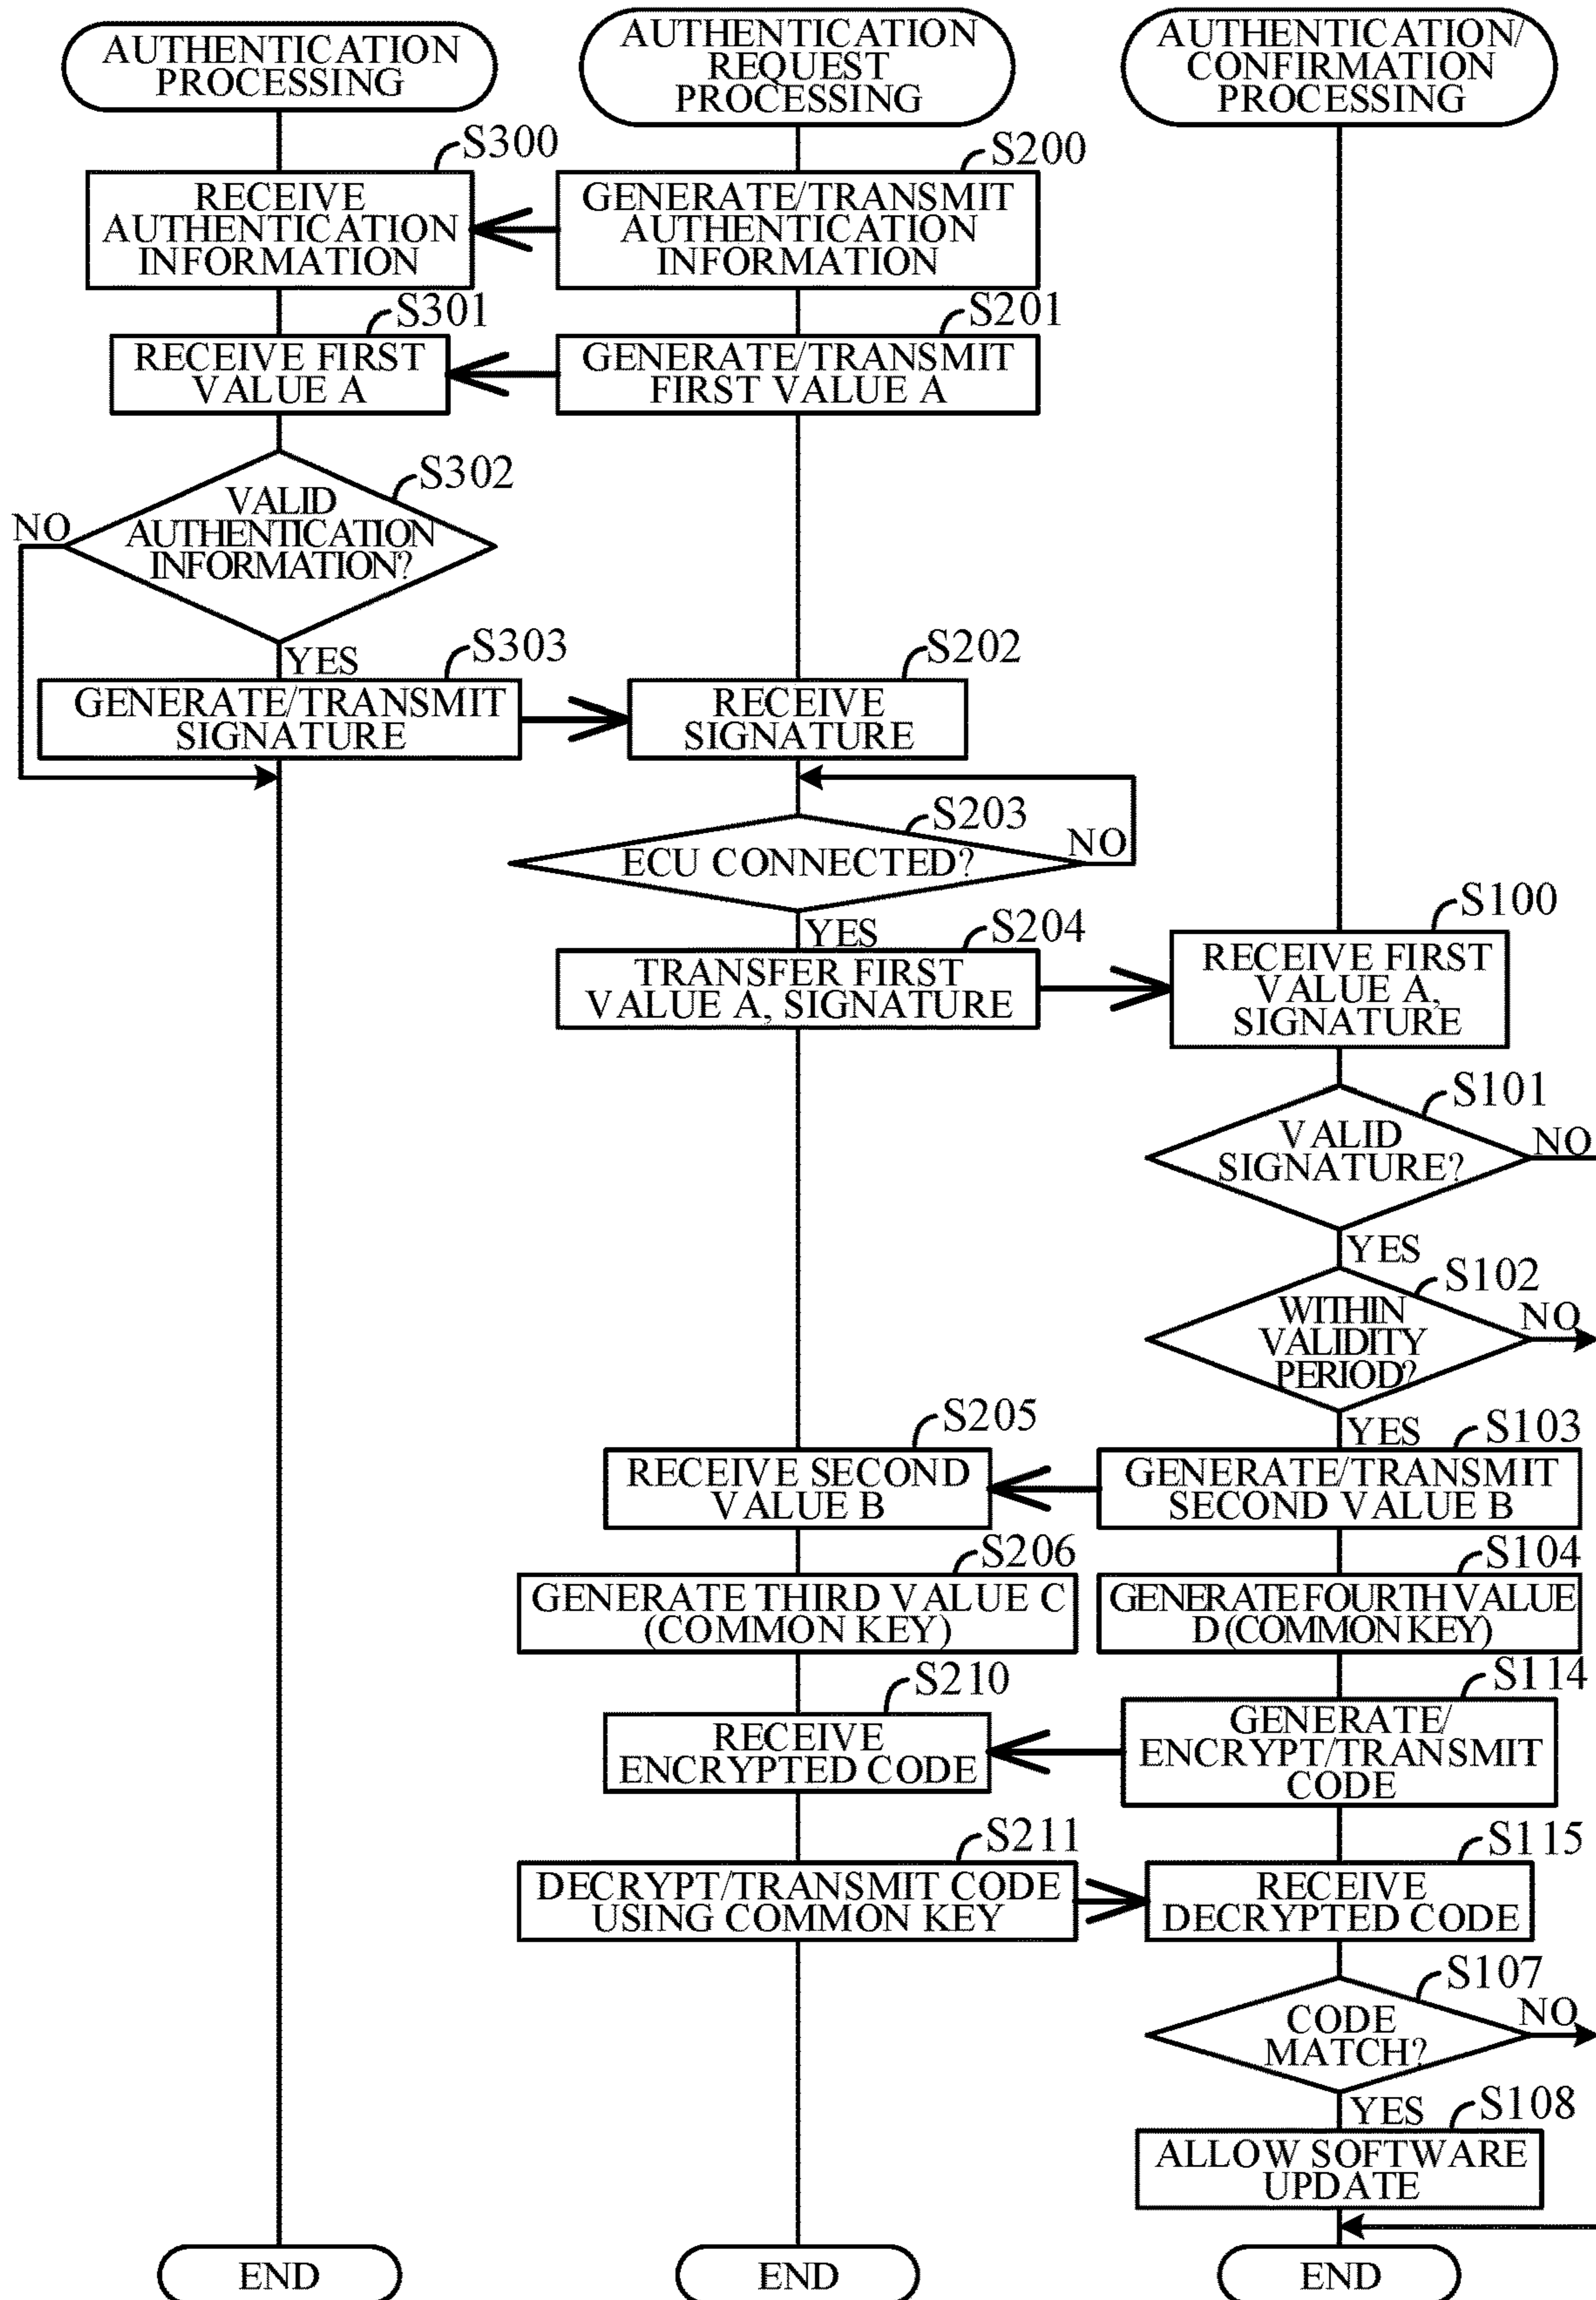 AUTHENTICATION
PROCESSING
AUTHENTICATION
REQUEST
PROCESSING
AUTHENTICATION/
CONFIRMATION
PROCESSING
S300
RECEIVE
AUTHENTICATION
INFORMATION
S200
GENERATE/TRANSMIT
AUTHENTICATION
INFORMATION
S301
RECEIVE FIRST
VALUE A
S201
GENERATE/TRANSMIT
FIRST VALUE A
S302
VALID
AUTHENTICATION
INFORMATION?
NO
YES
S303
GENERATE/TRANSMIT
SIGNATURE
S202
RECEIVE
SIGNATURE
S203
ECU CONNECTED?
NO
YES
S204
TRANSFER FIRST
VALUE A, SIGNATURE
S100
RECEIVE FIRST
VALUE A,
SIGNATURE
S101
VALID
SIGNATURE?
NO
YES
S102
WITHIN
VALIDITY
PERIOD?
NO
YES
S205
RECEIVE SECOND
VALUE B
S103
GENERATE/TRANSMIT
SECOND VALUE B
S206
GENERATE THIRD VALUE C
(COMMON KEY)
S104
GENERATE FOURTH VALUE
D (COMMON KEY)
S210
RECEIVE
ENCRYPTED CODE
S114
GENERATE/
ENCRYPT/TRANSMIT
CODE
S211
DECRYPT/TRANSMIT CODE
USING COMMON KEY
S115
RECEIVE
DECRYPTED CODE
S107
CODE
MATCH?
NO
YES
S108
ALLOW SOFTWARE
UPDATE
END
END
END